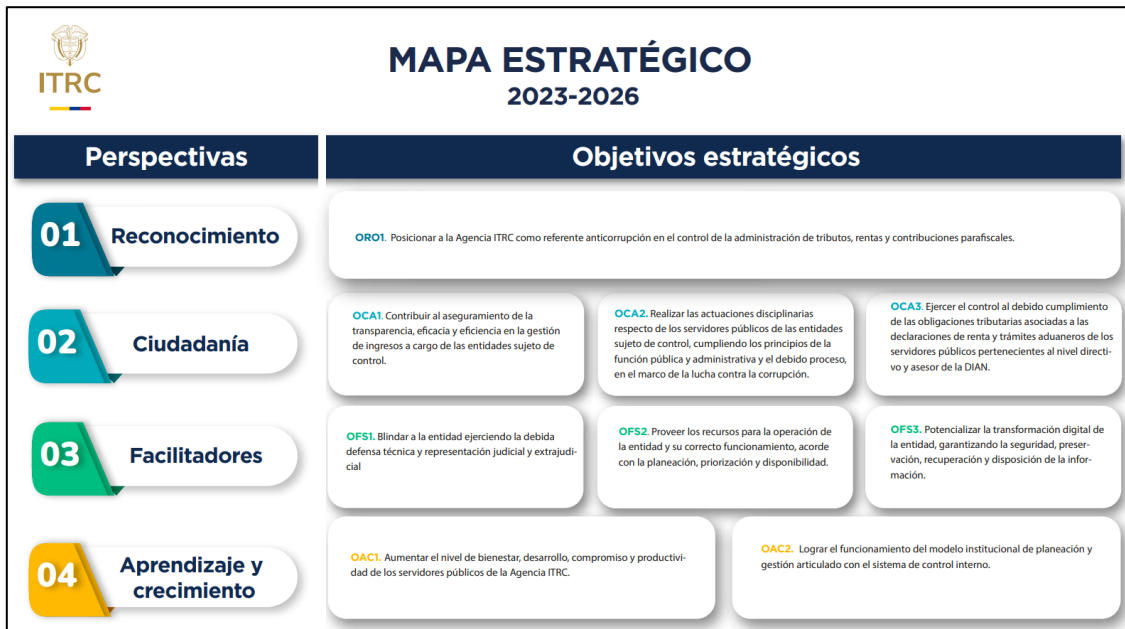 ITRC
MAPA ESTRATÉGICO
2023-2026
Perspectivas
Objetivos estratégicos
01
Reconocimiento
ORO1. Posicionar a la Agencia ITRC como referente anticorrupción en el control de la administración de tributos, rentas y contribuciones parafiscales.
02
Ciudadanía
OCA1. Contribuir al aseguramiento de la
transparencia, eficacia y eficiencia en la gestión
de ingresos a cargo de las entidades sujeto de
control.
OCA2. Realizar las actuaciones disciplinarias
respecto de los servidores públicos de las entidades
sujeto de control, cumpliendo los principios de la
función pública y administrativa y el debido proceso,
en el marco de la lucha contra la corrupción.
OCA3. Ejercer el control al debido cumplimiento
de las obligaciones tributarias asociadas a las
declaraciones de renta y trámites aduaneros de los
servidores públicos pertenecientes al nivel directi-
vo y asesor de la DIAN.
03
Facilitadores
OFS1. Blindar a la entidad ejerciendo la debida
defensa técnica y representación judicial y extrajudi-
cial
OFS2. Proveer los recursos para la operación de
la entidad y su correcto funcionamiento, acorde
con la planeación, priorización y disponibilidad.
OFS3. Potencializar la transformación digital de
la entidad, garantizando la seguridad, preser-
vación, recuperación y disposición de la infor-
mación.
04
Aprendizaje y
crecimiento
OAC1. Aumentar el nivel de bienestar, desarrollo, compromiso y productivi-
dad de los servidores públicos de la Agencia ITRC.
OAC2. Lograr el funcionamiento del modelo institucional de planeación y
gestión articulado con el sistema de control interno.